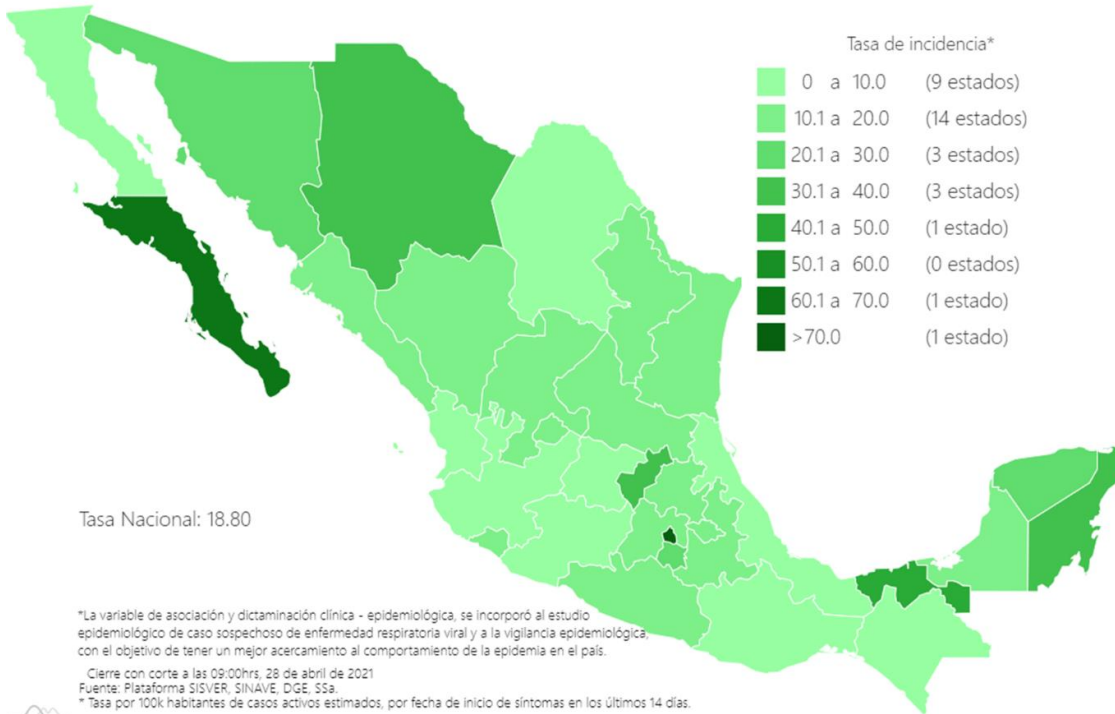 Tasa de incidencia*
0 a 10.0 (9 estados)
10.1 a 20.0 (14 estados)
20.1 a 30.0 (3 estados)
30.1 a 40.0 (3 estados)
40.1 a 50.0 (1 estado)
50.1 a 60.0 (0 estados)
60.1 a 70.0 (1 estado)
>70.0 (1 estado)
Tasa Nacional: 18.80
*La variable de asociación y dictaminación clínica - epidemiológica, se incorporó al estudio
epidemiológico de caso sospechoso de enfermedad respiratoria viral y a la vigilancia epidemiológica,
con el objetivo de tener un mejor acercamiento al comportamiento de la epidemia en el país.
Cierre con corte a las 09:00hrs, 28 de abril de 2021
Fuente: Plataforma SISVER, SINAVE, DGE, SSa.
* Tasa por 100k habitantes de casos activos estimados, por fecha de inicio de síntomas en los últimos 14 días.